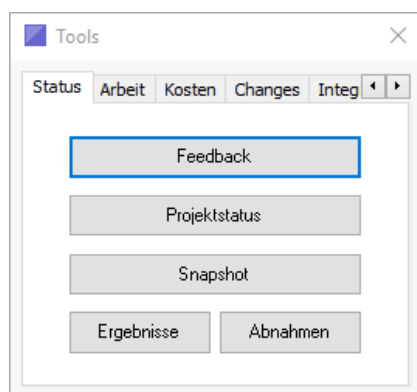 Tools
Status Arbeit Kosten Changes
Feedback
Projektstatus
Snapshot
Ergebnisse Abnahmen